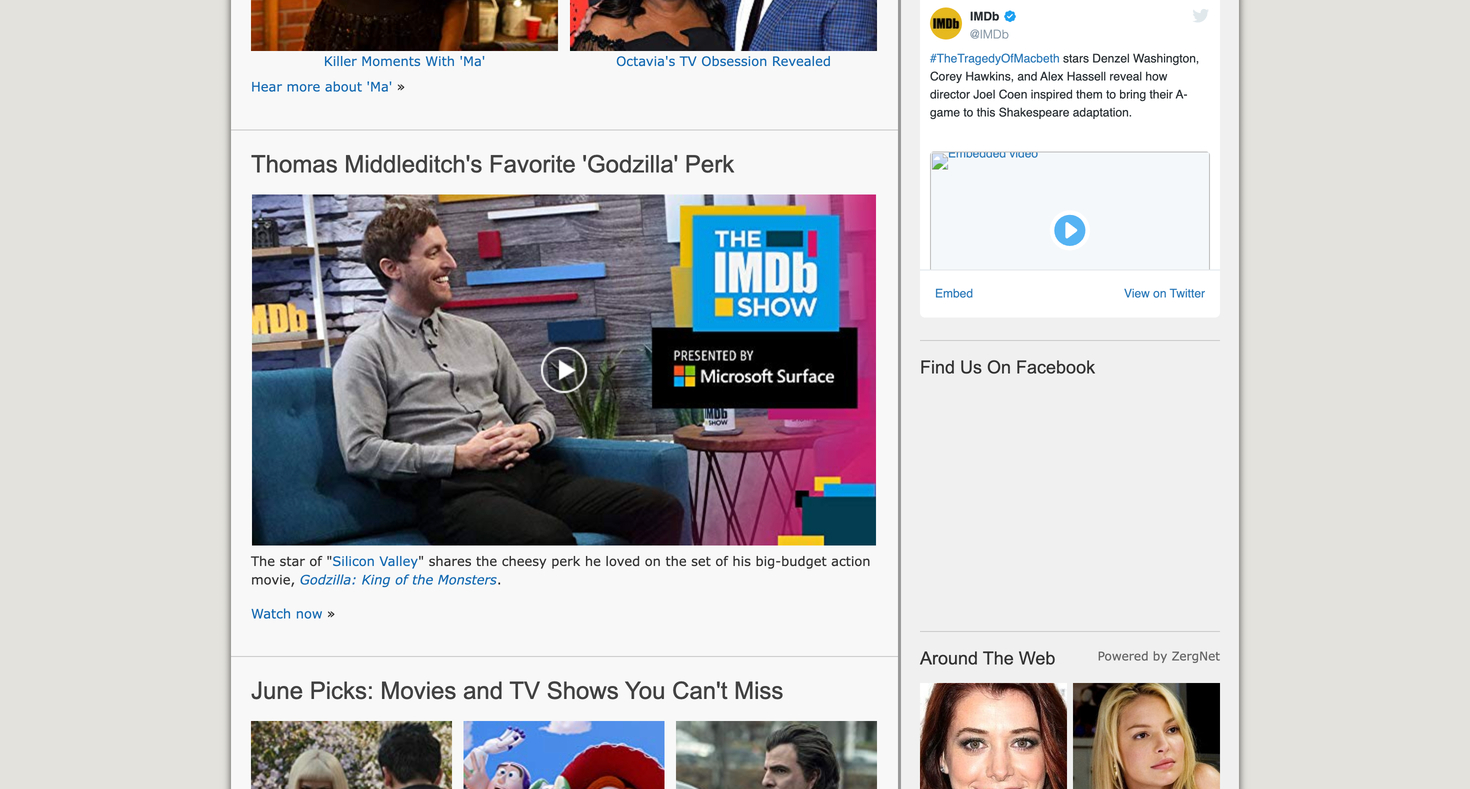 Killer Moments With 'Ma'
Octavia's TV Obsession Revealed
Hear more about 'Ma' »
Thomas Middleditch's Favorite 'Godzilla' Perk
MDb
THE
IMDb
SHOW
PRESENTED BY
Microsoft Surface
IMDb
SHOW
The star of "Silicon Valley" shares the cheesy perk he loved on the set of his big-budget action
movie, Godzilla: King of the Monsters.
Watch now »
June Picks: Movies and TV Shows You Can't Miss
IMDb
IMDb
@IMDb
#TheTragedyOfMacbeth stars Denzel Washington,
Corey Hawkins, and Alex Hassell reveal how
director Joel Coen inspired them to bring their A-
game to this Shakespeare adaptation.
Embedded video
Embed
View on Twitter
Find Us On Facebook
Around The Web
Powered by ZergNet